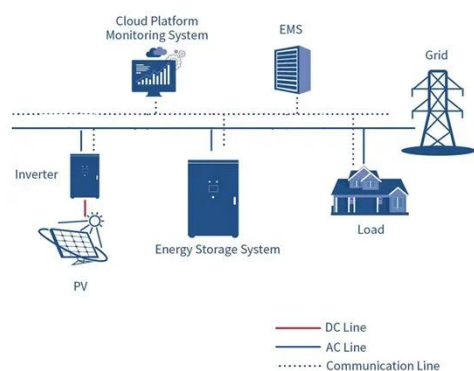 Cloud Platform
Monitoring System
EMS
Grid
Inverter
Energy Storage System
Load
PV
DC Line
AC Line
Communication Line